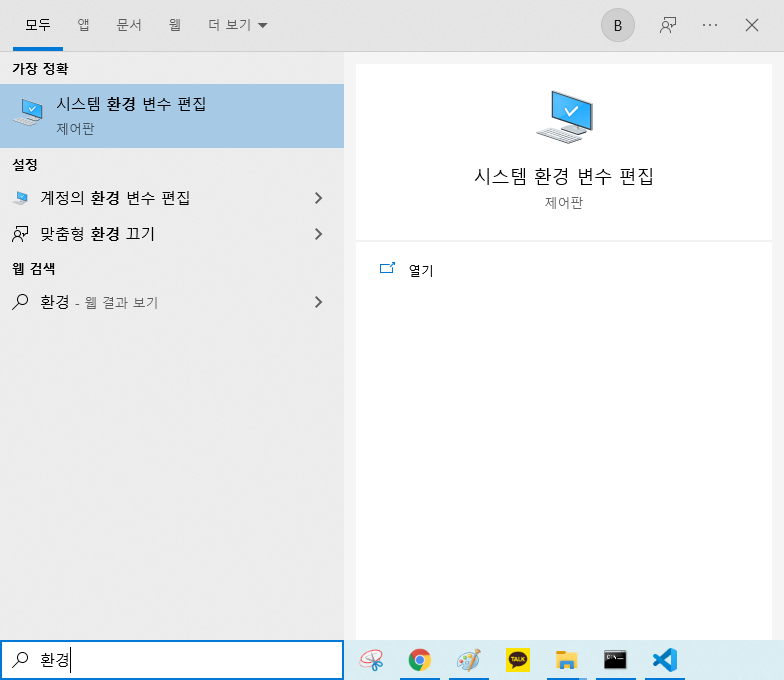 모두 앱 문서 웹 더 보기 B
가장 정확
시스템 환경 변수 편집
제어판
설정
계정의 환경 변수 편집
맞춤형 환경 끄기
웹 검색
환경 - 웹 결과 보기
시스템 환경 변수 편집
제어판
열기
환경
TALK